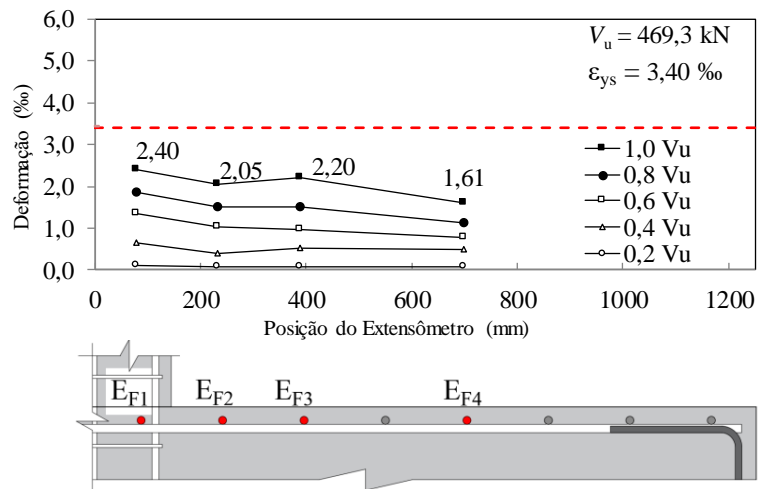 6,0
5,0
4,0
3,0
2,0
1,0
0,0
Deformação (‰)
V_u = 469,3 kN
ε_ys = 3,40 ‰
2,40
2,05
2,20
1,61
1,0 Vu
0,8 Vu
0,6 Vu
0,4 Vu
0,2 Vu
0 200 400 600 800 1000 1200
Posição do Extensômetro (mm)
E_F1 E_F2 E_F3 E_F4